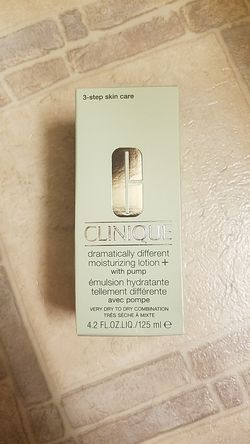 3-step skin care
CLINIQUE
dramatically different
moisturizing lotion+
with pump
émulsion hydratante
tellement différente
avec pompe
VERY DRY TO DRY COMBINATION
TRÈS SÈCHE À MIXTE
4.2 FL.OZ.LIQ./125 ml ℮